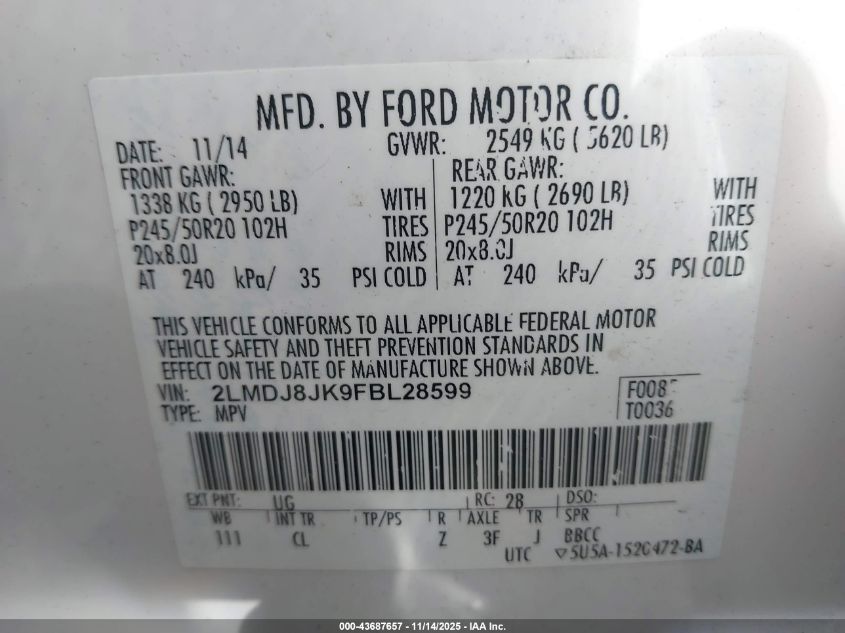 MFD. BY FORD MOTOR CO.
DATE: 11/14 GVWR: 2549 KG ( 5620 LB)
FRONT GAWR: REAR GAWR:
1338 KG ( 2950 LB) WITH 1220 KG ( 2690 LB) WITH
P245/50R20 102H TIRES P245/50R20 102H TIRES
20x8.0J RIMS 20x8.0J RIMS
AT 240 kPa/ 35 PSI COLD AT 240 kPa/ 35 PSI COLD
THIS VEHICLE CONFORMS TO ALL APPLICABLE FEDERAL MOTOR
VEHICLE SAFETY AND THEFT PREVENTION STANDARDS IN
EFFECT ON THE DATE OF MANUFACTURE SHOWN ABOVE.
VIN: 2LMDJ8JK9FBL28599
TYPE: MPV
T0036
EXT PNT: UG RC: 28 DSO:
WB INT TR TP/PS R AXLE TR SPR
111 CL Z 3F J BBCC
UTC ▽5U5A-1520472-BA
000-43687657 - 11/14/2025 - IAA Inc.